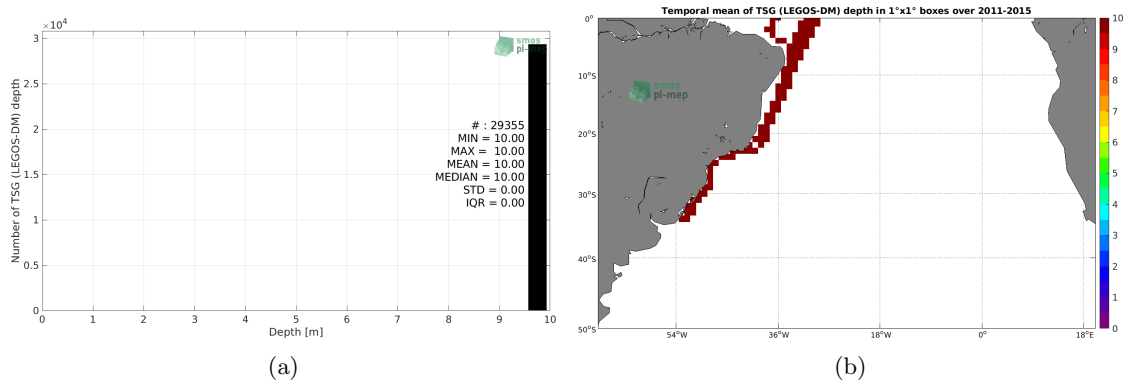 ×10⁴
3
2.5
2
1.5
1
0.5
0
Number of TSG (LEGOS-DM) depth
smos
pi-mep
# : 29355
MIN = 10.00
MAX = 10.00
MEAN = 10.00
MEDIAN = 10.00
STD = 0.00
IQR = 0.00
0 1 2 3 4 5 6 7 8 9 10
Depth [m]
(a)
Temporal mean of TSG (LEGOS-DM) depth in 1°x1° boxes over 2011-2015
0°
10°S
20°S
30°S
40°S
50°S
smos
pi-mep
54°W 36°W 18°W 0° 18°E
10
9
8
7
6
5
4
3
2
1
0
(b)